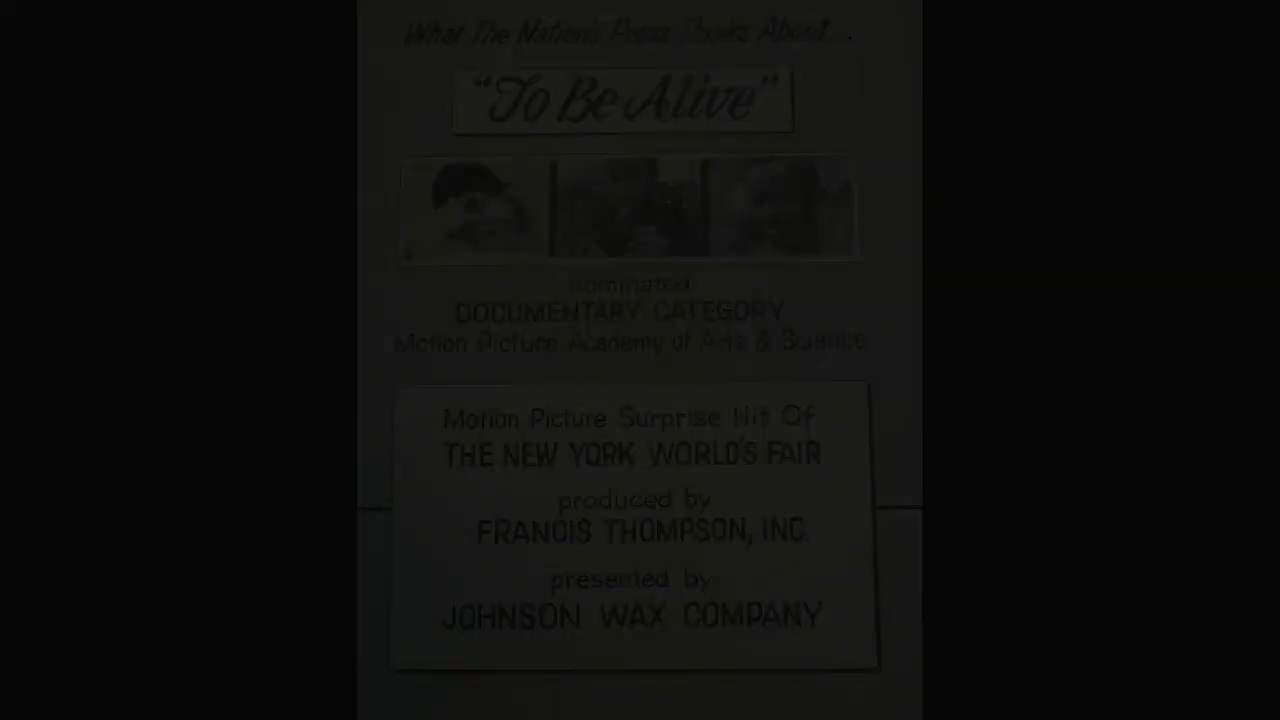 What The Nation's Press Thinks About...
"To Be Alive"
nominated
DOCUMENTARY CATEGORY
Motion Picture Academy of Arts & Science
Motion Picture Surprise Hit Of
THE NEW YORK WORLD'S FAIR
produced by
FRANCIS THOMPSON, INC.
presented by
JOHNSON WAX COMPANY